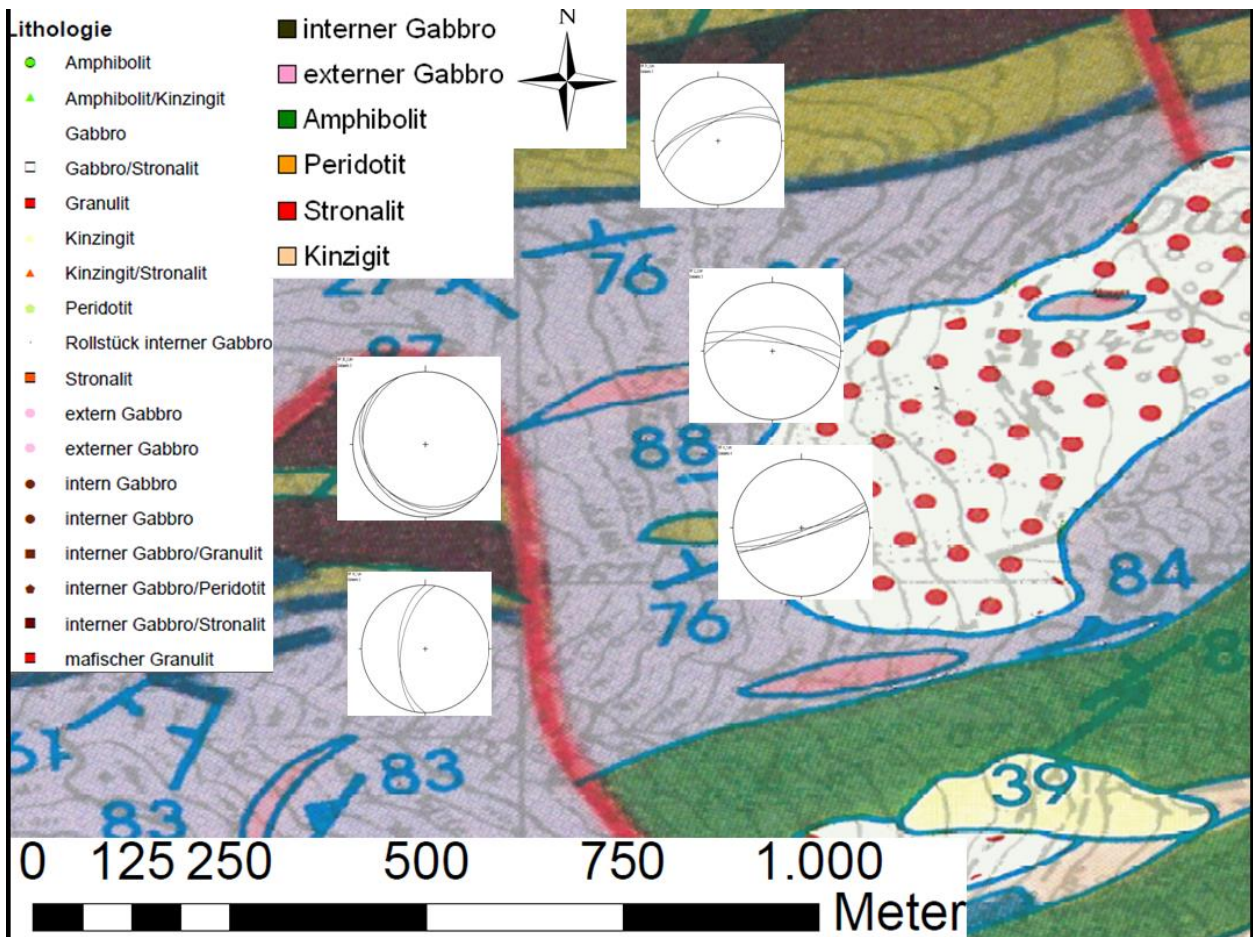 Lithologie
Amphibolit
Amphibolit/Kinzingit
Gabbro
Gabbro/Stronalit
Granulit
Kinzingit
Kinzingit/Stronalit
Peridotit
Rollstück interner Gabbro
Stronalit
extern Gabbro
externer Gabbro
intern Gabbro
interner Gabbro
interner Gabbro/Granulit
interner Gabbro/Peridotit
interner Gabbro/Stronalit
mafischer Granulit
interner Gabbro
externer Gabbro
Amphibolit
Peridotit
Stronalit
Kinzigit
N
76
87
88
76
84
83
83
39
0 125 250 500 750 1.000
Meter